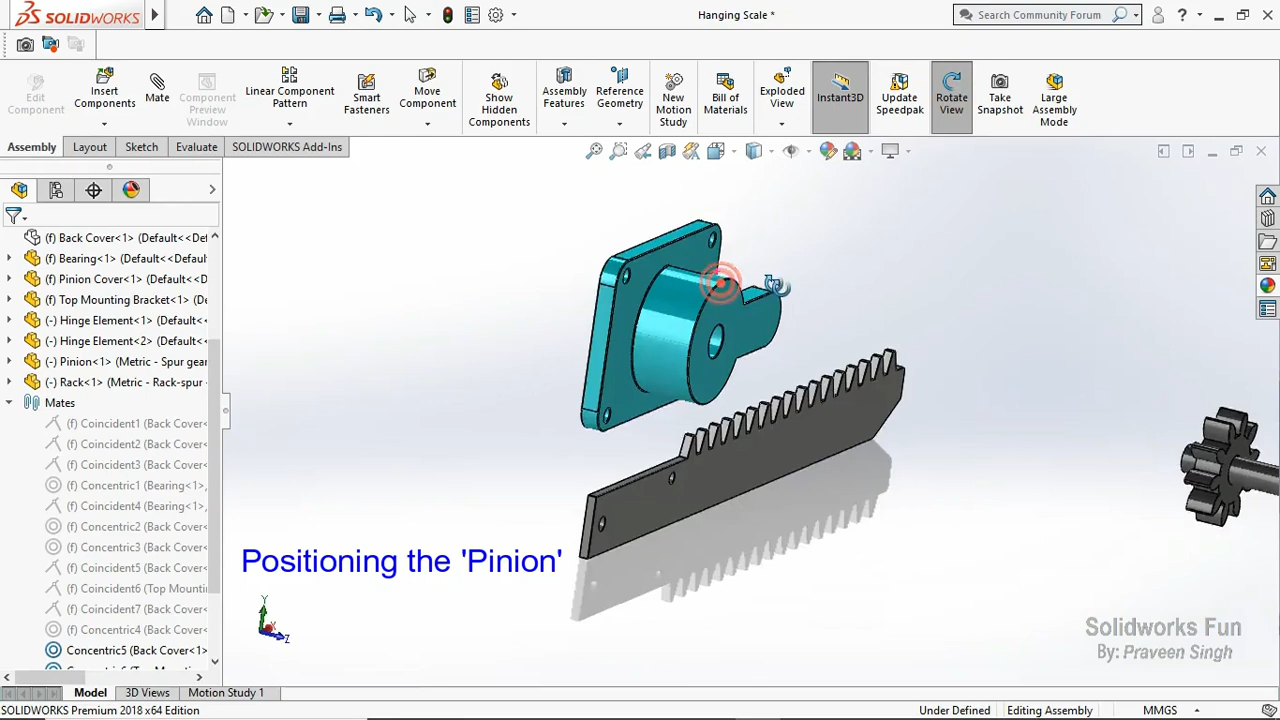 SOLIDWORKS
Hanging Scale *
Search Community Forum
?
Edit
Component
Insert
Components
Mate
Component
Preview
Window
Linear Component
Pattern
Smart
Fasteners
Move
Component
Show
Hidden
Components
Assembly
Features
Reference
Geometry
New
Motion
Study
Bill of
Materials
Exploded
View
Instant3D
Update
Speedpak
Rotate
View
Take
Snapshot
Large
Assembly
Mode
Assembly
Layout
Sketch
Evaluate
SOLIDWORKS Add-Ins
(f) Back Cover<1> (Default<<Def
(f) Bearing<1> (Default<<Default
(f) Pinion Cover<1> (Default<<D
(f) Top Mounting Bracket<1> (D
(-) Hinge Element<1> (Default<
(-) Hinge Element<2> (Default<
(-) Pinion<1> (Metric - Spur gear
(-) Rack<1> (Metric - Rack-spur
Mates
(f) Coincident1 (Back Cover<
(f) Coincident2 (Back Cover<
(f) Coincident3 (Back Cover<
(f) Concentric1 (Bearing<1>,
(f) Coincident4 (Bearing<1>,
(f) Concentric2 (Back Cover<
(f) Concentric3 (Back Cover<
(f) Coincident5 (Back Cover<
(f) Coincident6 (Top Mounti
(f) Coincident7 (Back Cover<
(f) Concentric4 (Back Cover<
Concentric5 (Back Cover<1>
Positioning the 'Pinion'
Y
X
Z
Solidworks Fun
By: Praveen Singh
Model
3D Views
Motion Study 1
SOLIDWORKS Premium 2018 x64 Edition
Under Defined
Editing Assembly
MMGS